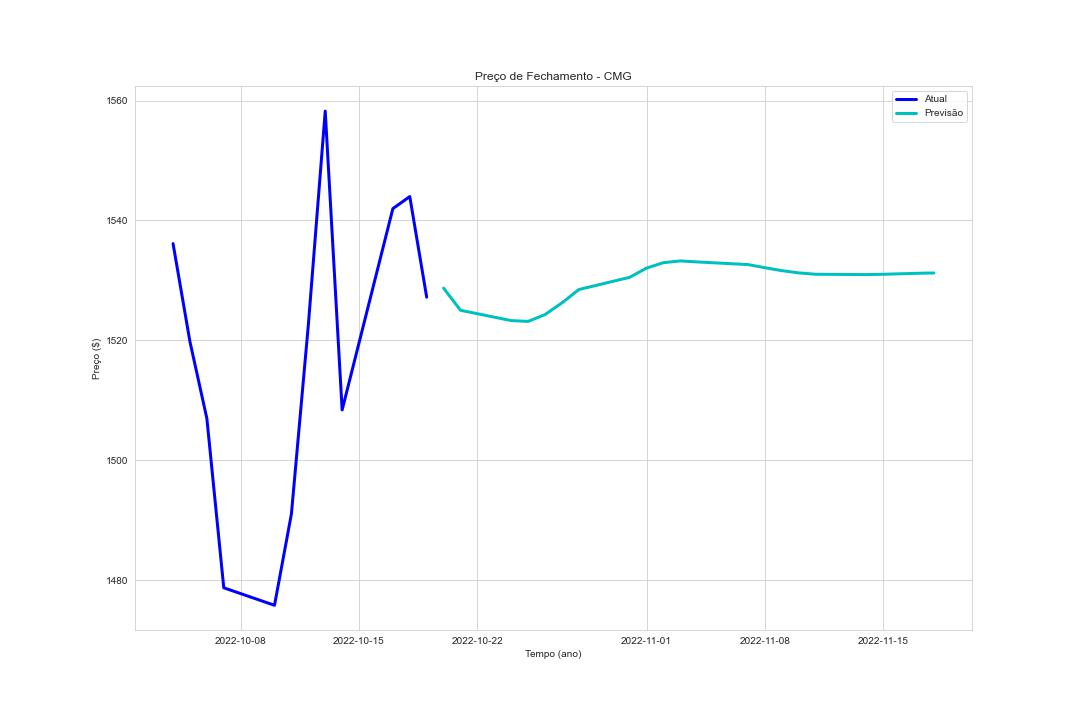 Preço de Fechamento - CMG
Atual
Previsão
1560
1540
1520
1500
1480
Preço ($)
2022-10-08
2022-10-15
2022-10-22
2022-11-01
2022-11-08
2022-11-15
Tempo (ano)